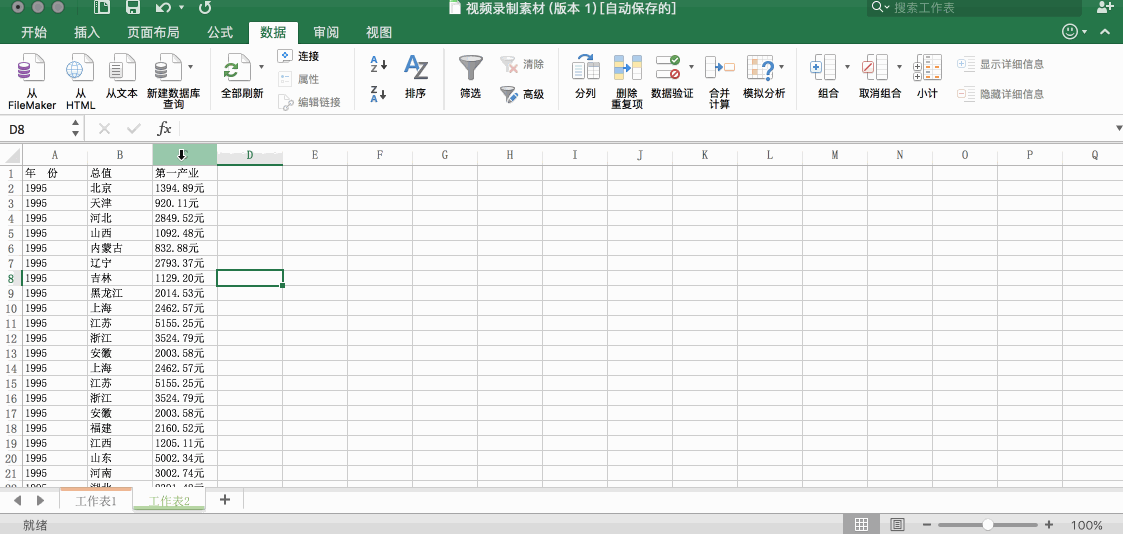 视频录制素材 (版本 1) [自动保存的]
搜索工作表
开始 插入 页面布局 公式 数据 审阅 视图
从 FileMaker
从 HTML
从文本
新建数据库查询
全部刷新
连接
属性
编辑链接
排序
筛选
清除
高级
分列
删除重复项
数据验证
合并计算
模拟分析
组合
取消组合
小计
显示详细信息
隐藏详细信息
D8 fx
A B D E F G H I J K L M N O P Q
1 年 份 总值 第一产业
2 1995 北京 1394.89元
3 1995 天津 920.11元
4 1995 河北 2849.52元
5 1995 山西 1092.48元
6 1995 内蒙古 832.88元
7 1995 辽宁 2793.37元
8 1995 吉林 1129.20元
9 1995 黑龙江 2014.53元
10 1995 上海 2462.57元
11 1995 江苏 5155.25元
12 1995 浙江 3524.79元
13 1995 安徽 2003.58元
14 1995 上海 2462.57元
15 1995 江苏 5155.25元
16 1995 浙江 3524.79元
17 1995 安徽 2003.58元
18 1995 福建 2160.52元
19 1995 江西 1205.11元
20 1995 山东 5002.34元
21 1995 河南 3002.74元
工作表1 工作表2 +
就绪 100%